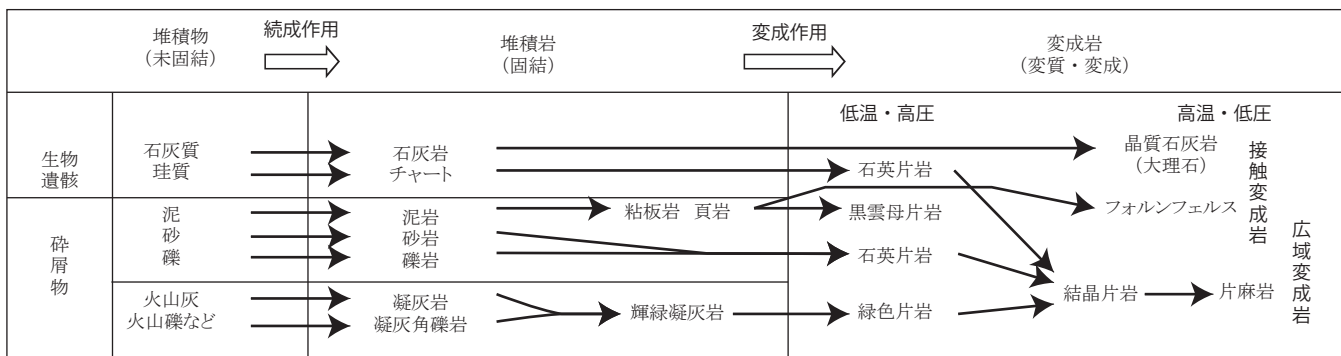 堆積物
(未固結)
続成作用
堆積岩
(固結)
変成作用
変成岩
(変質・変成)
低温・高圧
高温・低圧
生物
遺骸
石灰質
珪質
石灰岩
チャート
石英片岩
晶質石灰岩
(大理石)
接触変成岩
砕屑物
泥
砂
礫
泥岩
砂岩
礫岩
粘板岩 頁岩
黒雲母片岩
フォルンフェルス
石英片岩
広域変成岩
火山灰
火山礫など
凝灰岩
凝灰角礫岩
輝緑凝灰岩
緑色片岩
結晶片岩
片麻岩